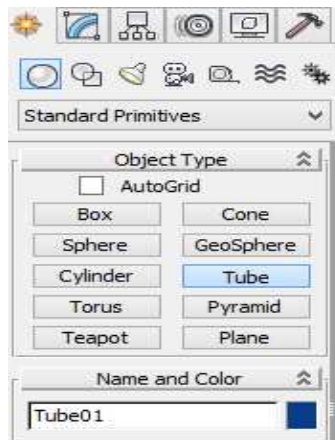 Standard Primitives
Object Type
AutoGrid
Box Cone
Sphere GeoSphere
Cylinder Tube
Torus Pyramid
Teapot Plane
Name and Color
Tube01